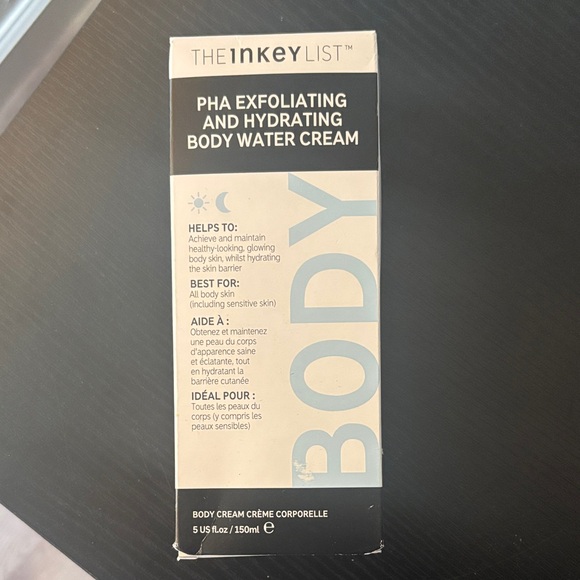 THE INKEY LIST™
PHA EXFOLIATING
AND HYDRATING
BODY WATER CREAM
HELPS TO:
Achieve and maintain
healthy-looking, glowing
body skin, whilst hydrating
the skin barrier
BEST FOR:
All body skin
(including sensitive skin)
AIDE À :
Obtenez et maintenez
une peau du corps
d'apparence saine
et éclatante, tout
en hydratant la
barrière cutanée
IDÉAL POUR :
Toutes les peaux du
corps (y compris les
peaux sensibles)
BODY
BODY CREAM CRÈME CORPORELLE
5 US fl.oz / 150ml ℮